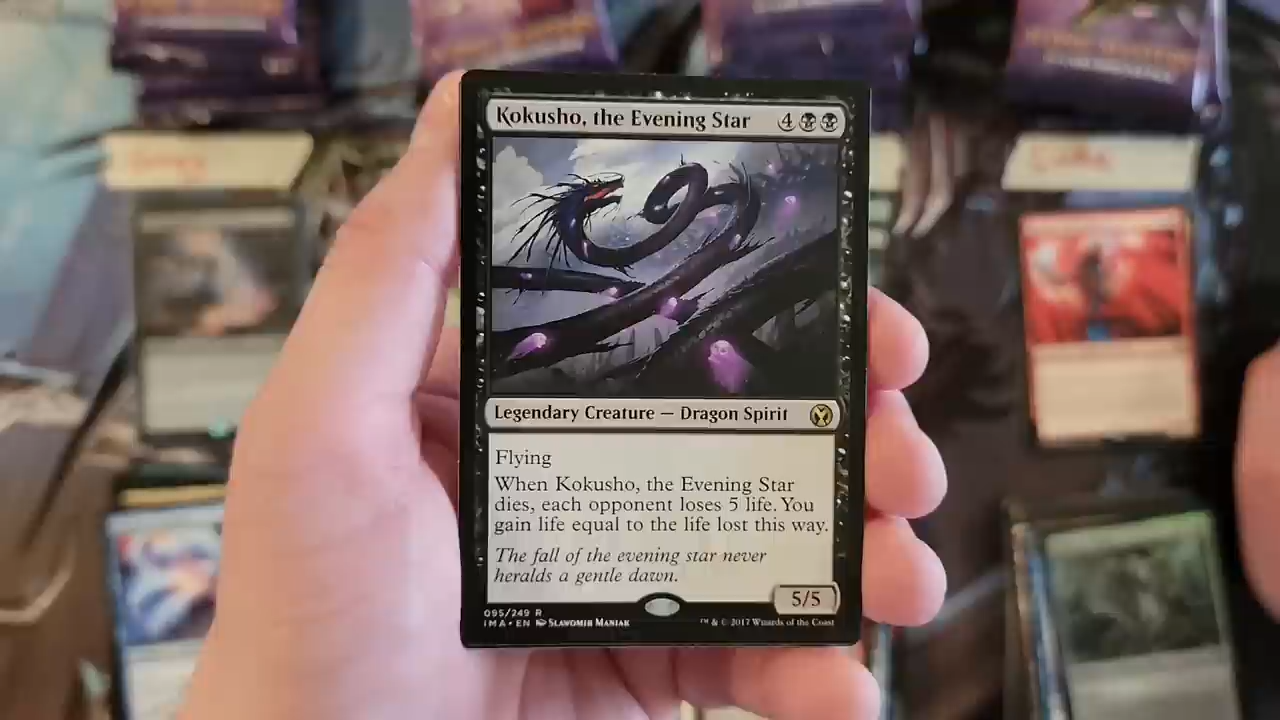 Kokusho, the Evening Star 4
Legendary Creature — Dragon Spirit
Flying
When Kokusho, the Evening Star
dies, each opponent loses 5 life. You
gain life equal to the life lost this way.
The fall of the evening star never
heralds a gentle dawn.
5/5
095/249 R
IMA • EN Slawomir Maniak
™ & © 2017 Wizards of the Coast